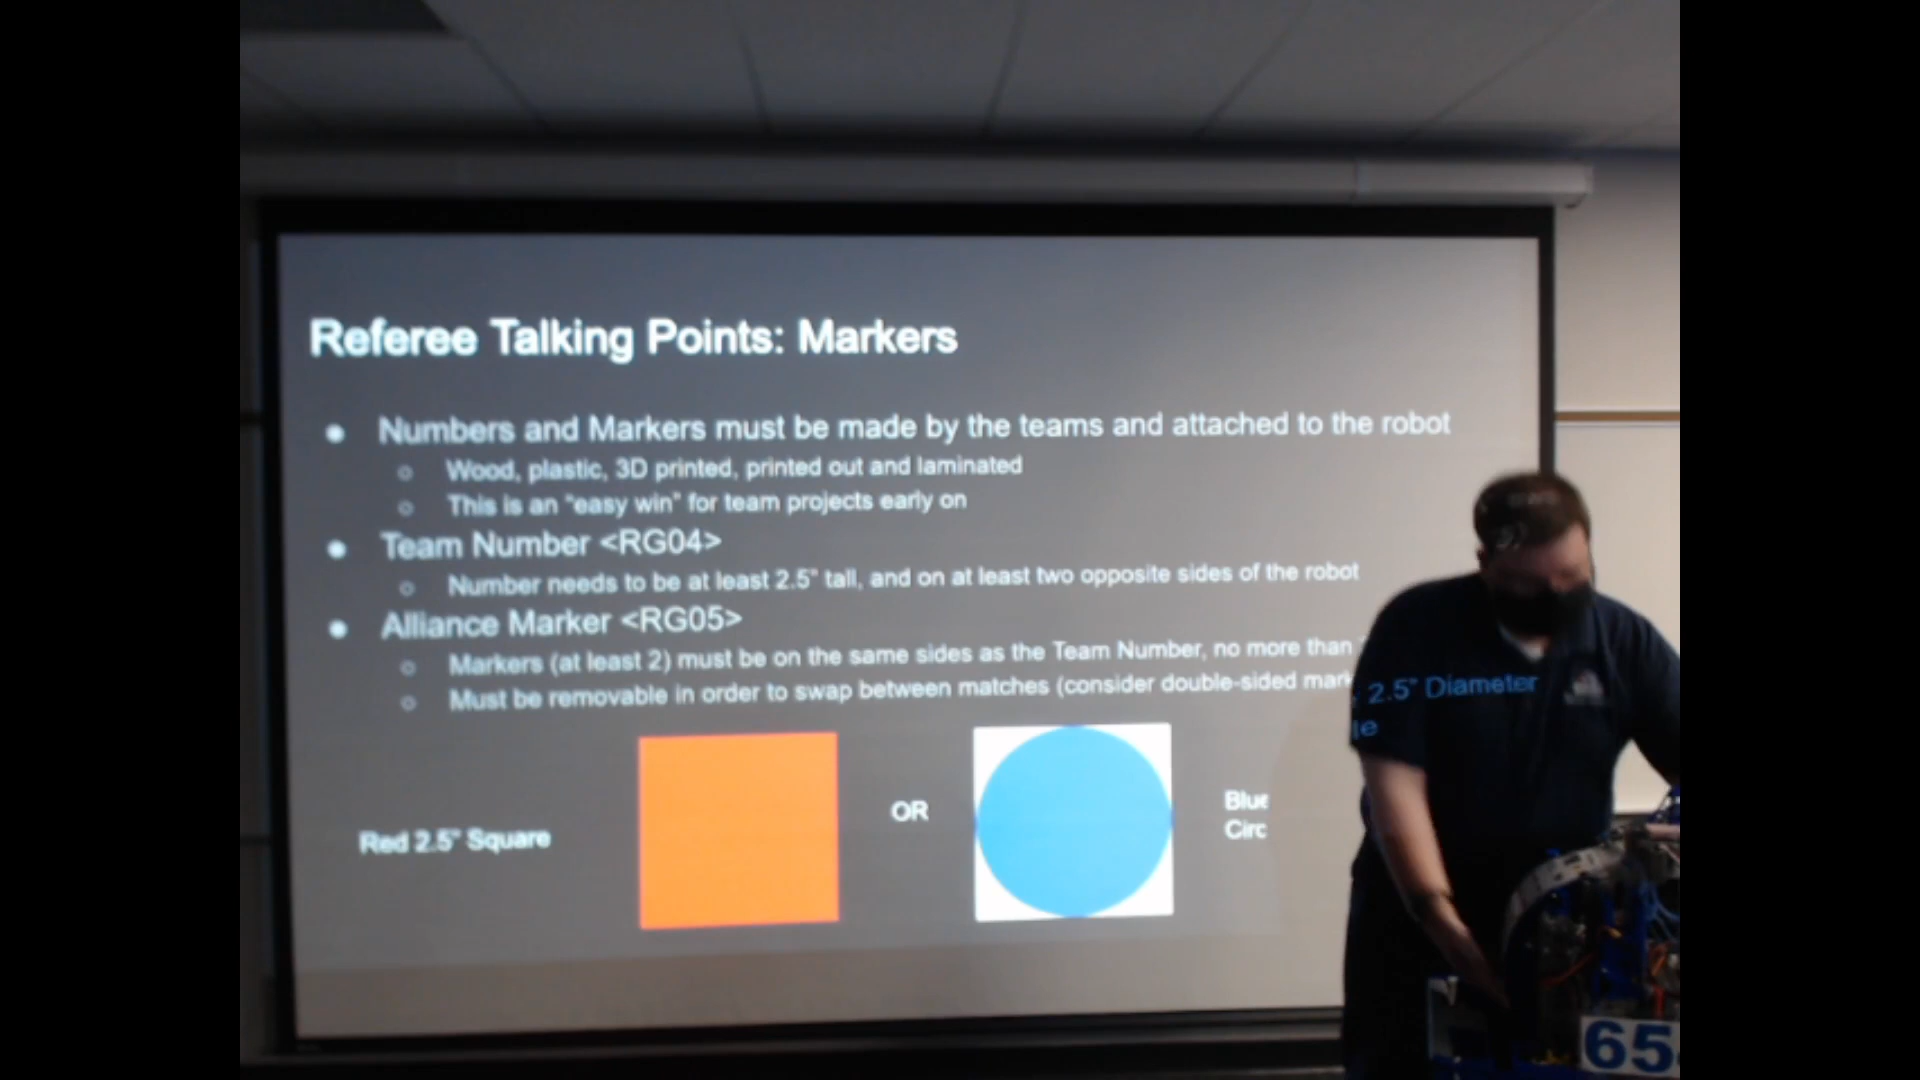 Referee Talking Points: Markers
● Numbers and Markers must be made by the teams and attached to the robot
○ Wood, plastic, 3D printed, printed out and laminated
○ This is an "easy win" for team projects early on
● Team Number <RG04>
○ Number needs to be at least 2.5" tall, and on at least two opposite sides of the robot
● Alliance Marker <RG05>
○ Markers (at least 2) must be on the same sides as the Team Number, no more than
○ Must be removable in order to swap between matches (consider double-sided mark
2.5" Diameter
Red 2.5" Square
OR
Blue
Circ
65